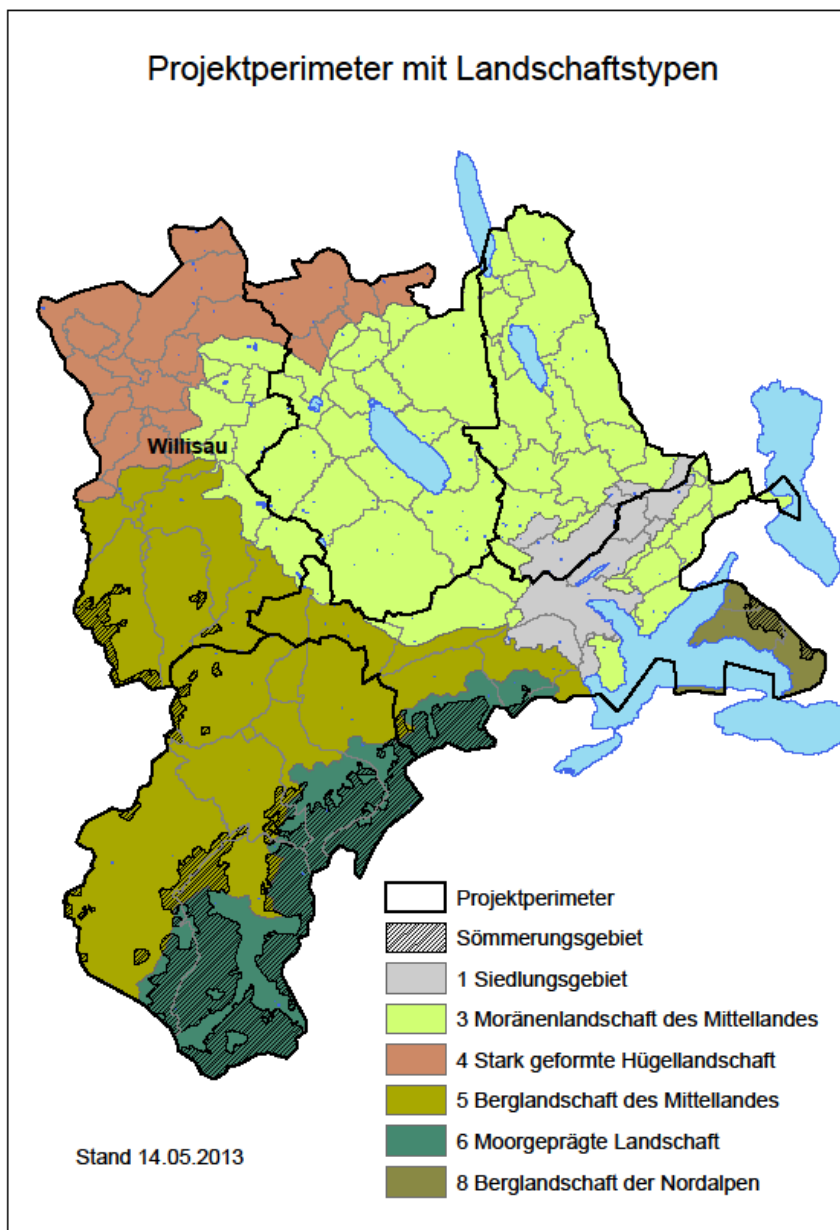 Projektperimeter mit Landschaftstypen
Willisau
Projektperimeter
Sömmerungsgebiet
1 Siedlungsgebiet
3 Moränenlandschaft des Mittellandes
4 Stark geformte Hügellandschaft
5 Berglandschaft des Mittellandes
6 Moorgeprägte Landschaft
8 Berglandschaft der Nordalpen
Stand 14.05.2013